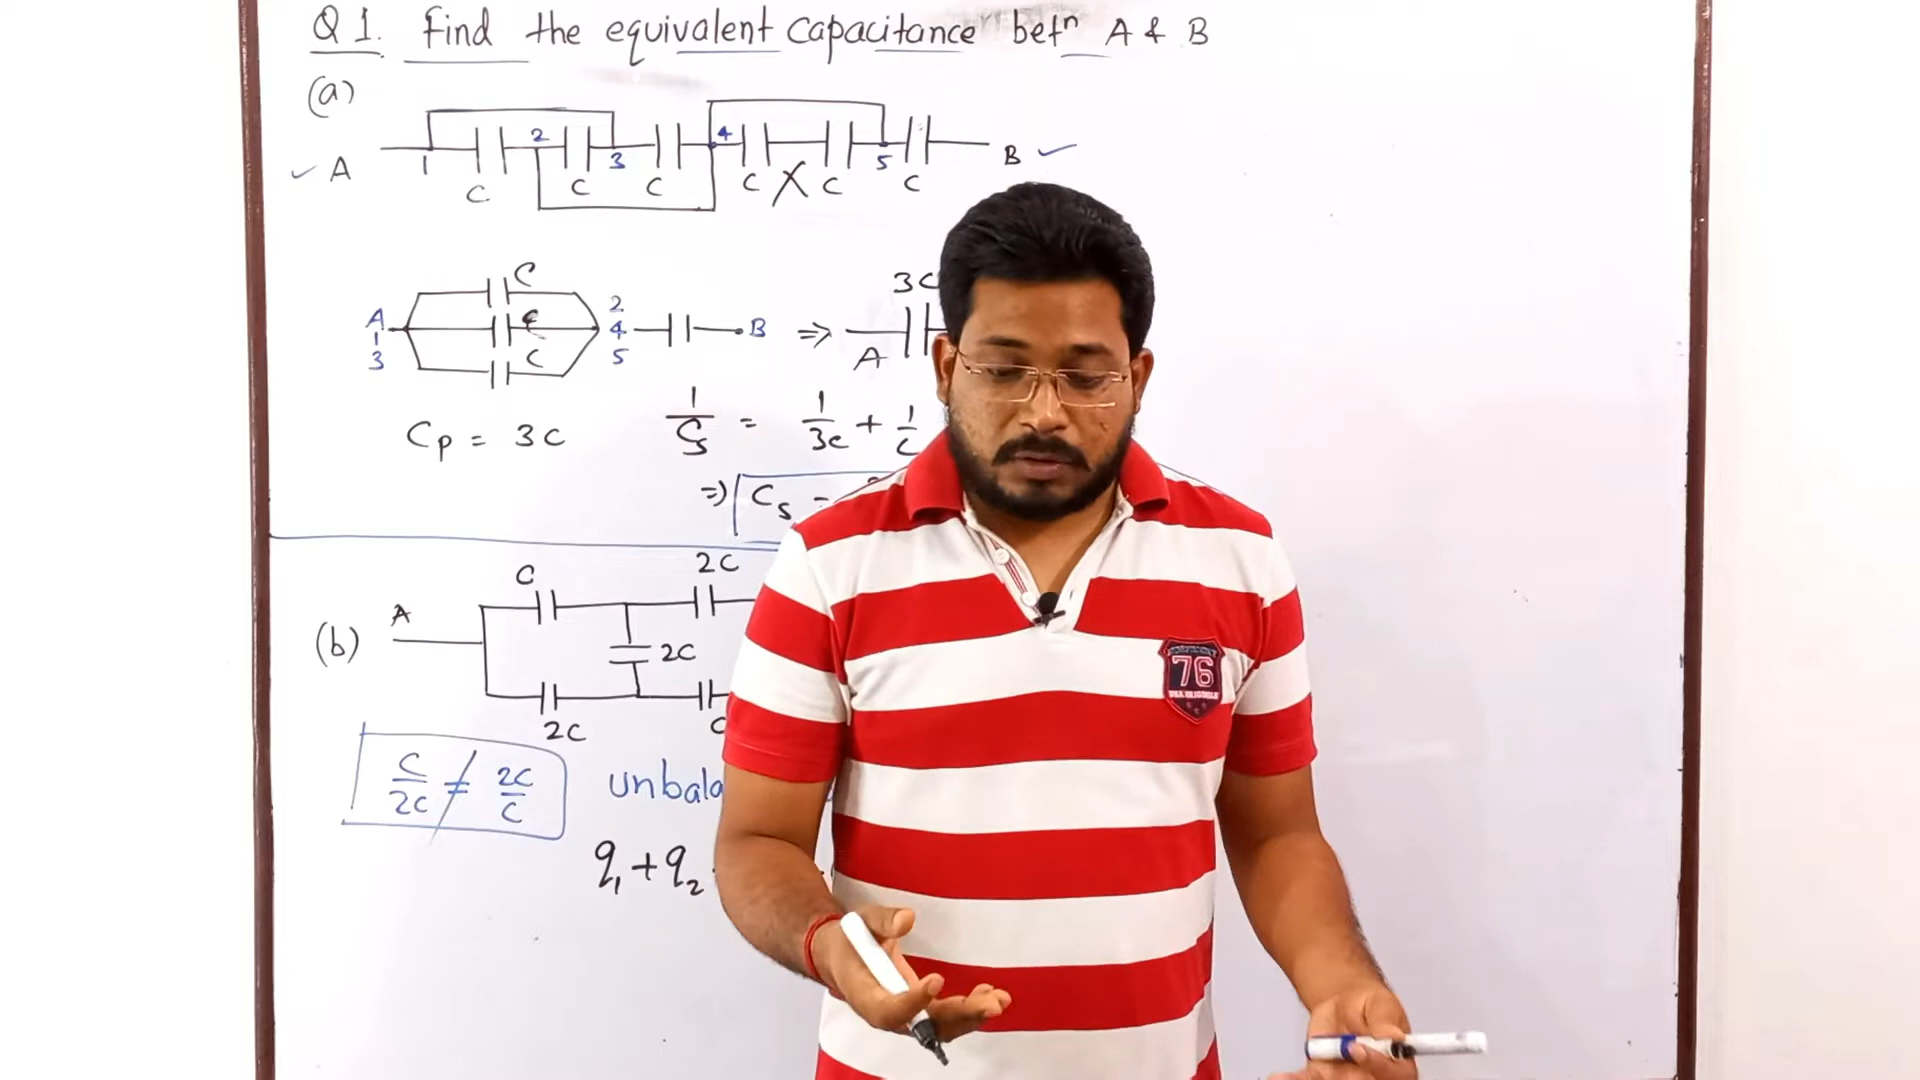 Q 1. Find the equivalent capacitance betⁿ A & B
(a)
A 1 2 3 4 5 B
C C C C C C
C 3C
A 1 3 C 2 4 5 B ⇒ A
C
Cp = 3C 1/Cs = 1/3C + 1/C
⇒ Cs =
(b) A C 2C
2C
2C C
C/2C ≠ 2C/C
q₁ + q₂
76